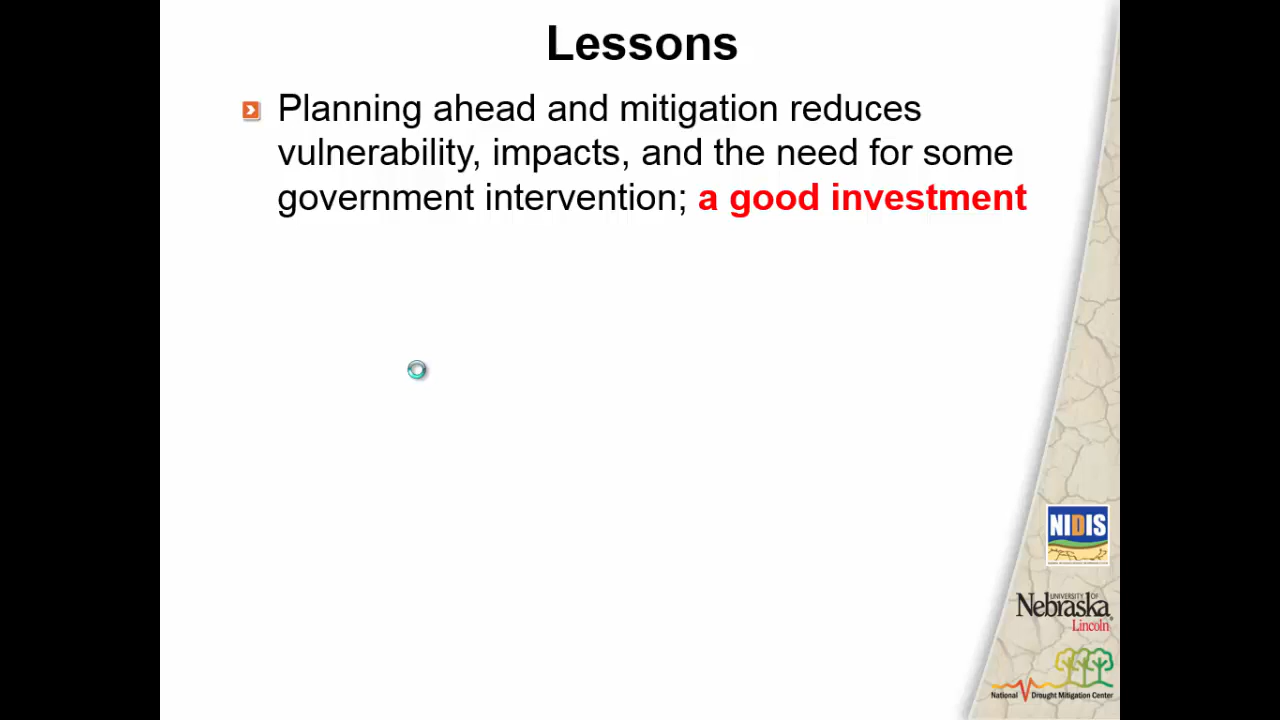 Lessons
Planning ahead and mitigation reduces
vulnerability, impacts, and the need for some
government intervention; a good investment
NIDIS
UNIVERSITY OF
Nebraska
Lincoln
National Drought Mitigation Center